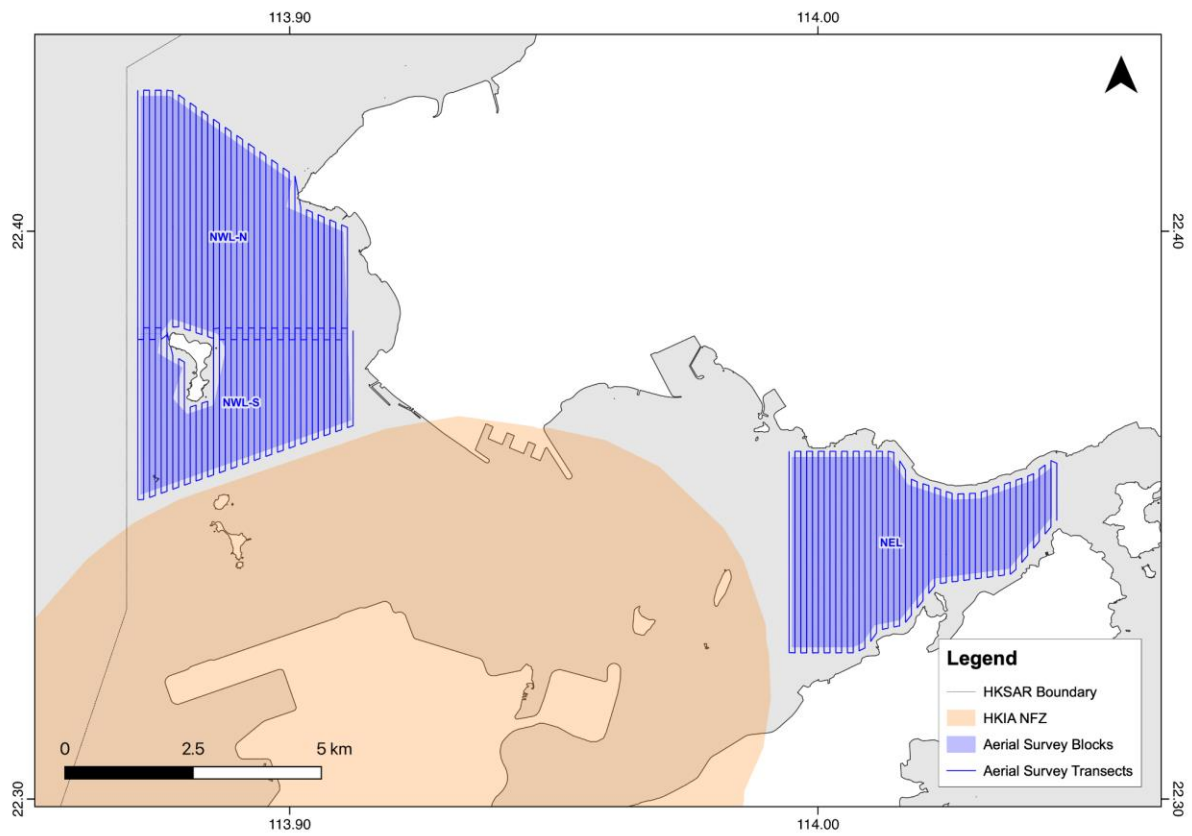 113.90
114.00
22.40
22.40
NWL-N
NWL-S
NEL
Legend
HKSAR Boundary
HKIA NFZ
Aerial Survey Blocks
Aerial Survey Transects
0
2.5
5 km
22.30
22.30
113.90
114.00